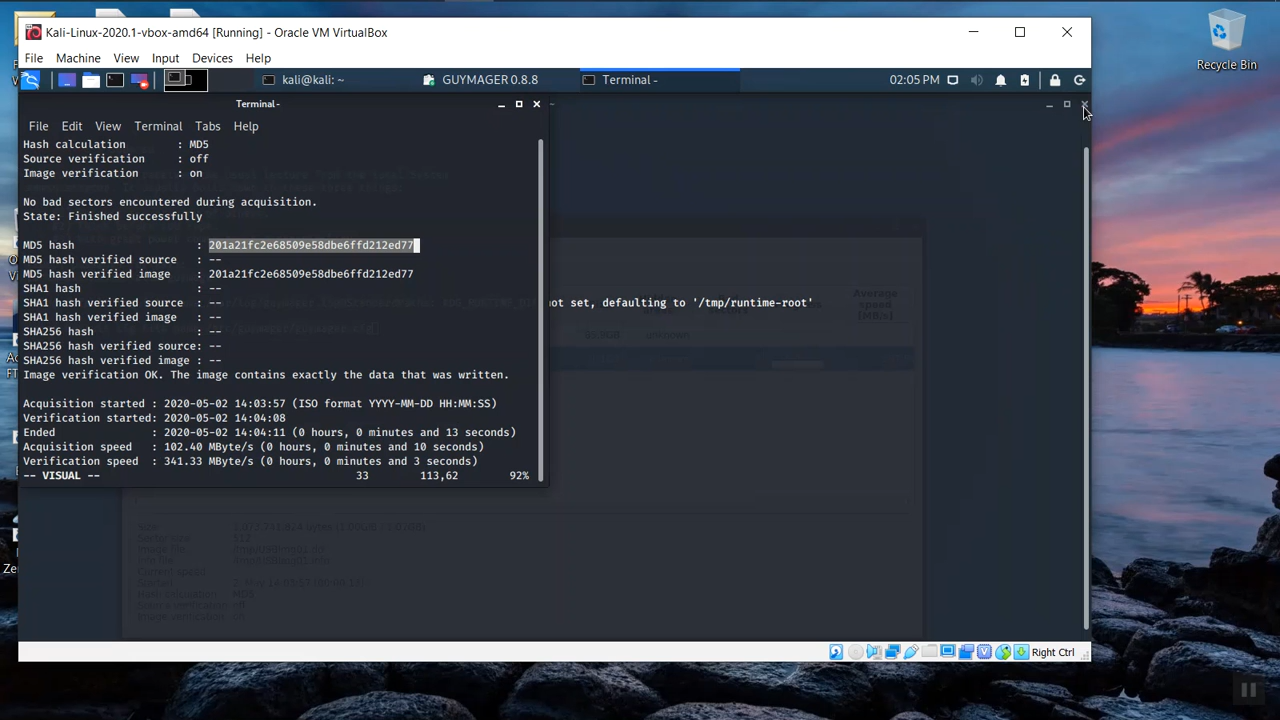 Kali-Linux-2020.1-vbox-amd64 [Running] - Oracle VM VirtualBox
Recycle Bin
File Machine View Input Devices Help
kali@kali: ~ GUYMAGER 0.8.8 Terminal - 02:05 PM
Terminal -
File Edit View Terminal Tabs Help
Hash calculation : MD5
Source verification : off
Image verification : on
No bad sectors encountered during acquisition.
State: Finished successfully
MD5 hash : 201a21fc2e68509e58dbe6ffd212ed77
MD5 hash verified source : --
MD5 hash verified image : 201a21fc2e68509e58dbe6ffd212ed77
SHA1 hash : --
SHA1 hash verified source : --
SHA1 hash verified image : --
SHA256 hash : --
SHA256 hash verified source: --
SHA256 hash verified image : --
Image verification OK. The image contains exactly the data that was written.
Acquisition started : 2020-05-02 14:03:57 (ISO format YYYY-MM-DD HH:MM:SS)
Verification started: 2020-05-02 14:04:08
Ended : 2020-05-02 14:04:11 (0 hours, 0 minutes and 13 seconds)
Acquisition speed : 102.40 MByte/s (0 hours, 0 minutes and 10 seconds)
Verification speed : 341.33 MByte/s (0 hours, 0 minutes and 3 seconds)
-- VISUAL -- 33 113,62 92%
not set, defaulting to '/tmp/runtime-root'
Average
speed
[MB/s]
unknown
Right Ctrl